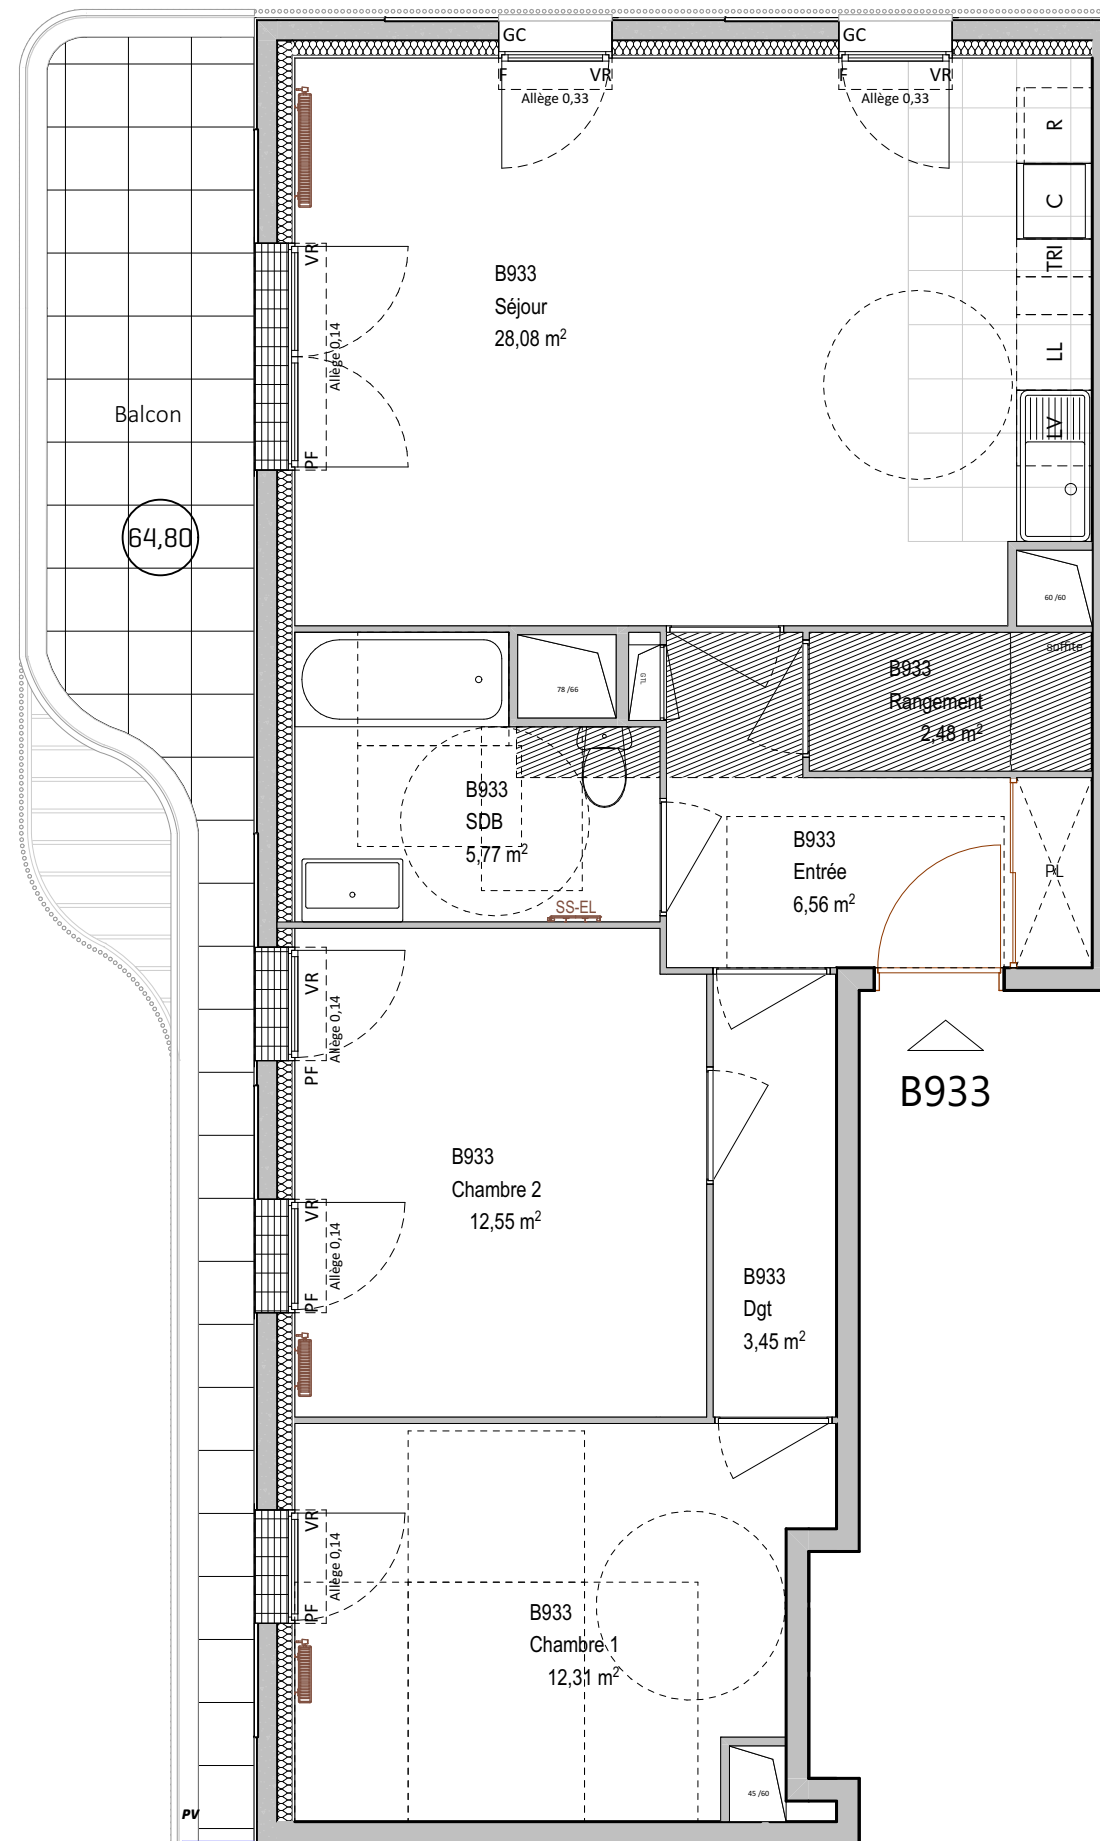 GC
GC
F
VR
F
VR
Allège 0,33
Allège 0,33
R
C
TRI
LL
LV
VR
Allège 0,14
PF
B933
Séjour
28,08 m²
Balcon
64,80
60 /60
78 /66
GTL
soffite
B933
Rangement
2,48 m²
B933
SDB
5,77 m²
B933
Entrée
6,56 m²
PL
SS-EL
VR
Allège 0,14
PF
B933
B933
Chambre 2
12,55 m²
VR
Allège 0,14
PF
B933
Dgt
3,45 m²
VR
Allège 0,14
PF
B933
Chambre 1
12,31 m²
45 /60
PV